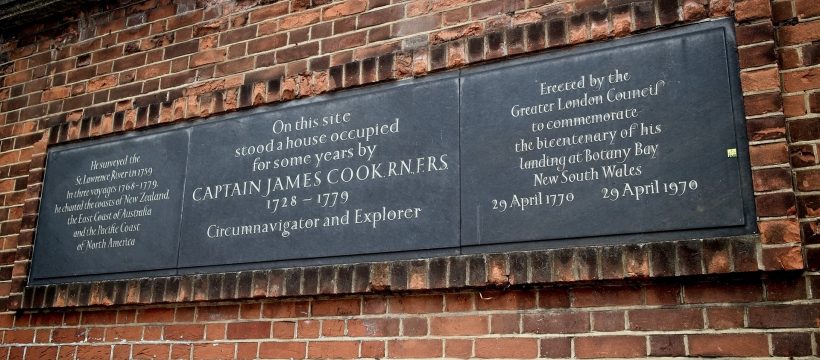 He surveyed the
St. Lawrence River in 1759
In three voyages 1768-1779,
he charted the coasts of New Zealand,
the East Coast of Australia
and the Pacific Coast
of North America
On this site
stood a house occupied
for some years by
CAPTAIN JAMES COOK.R.N.,F.R.S.
1728 – 1779
Circumnavigator and Explorer
Erected by the
Greater London Council
to commemorate
the bicentenary of his
landing at Botany Bay
New South Wales
29 April 1770 29 April 1970